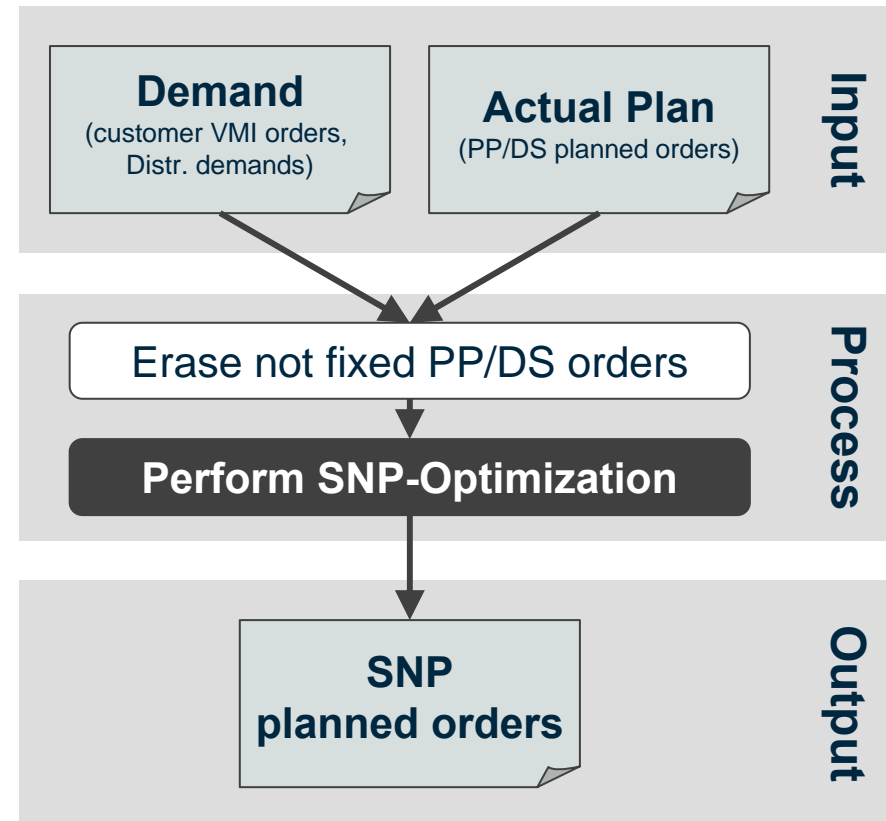 Demand
(customer VMI orders,
Distr. demands)
Actual Plan
(PP/DS planned orders)
Input
Erase not fixed PP/DS orders
Perform SNP-Optimization
Process
SNP
planned orders
Output